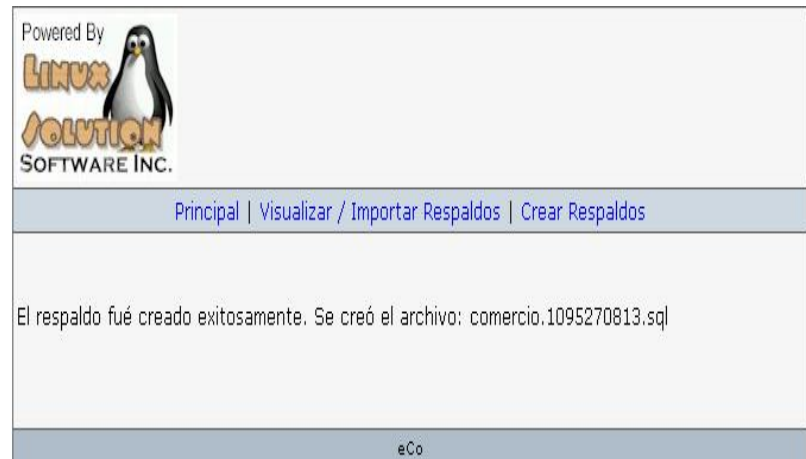 Powered By
LINUX
SOLUTION
SOFTWARE INC.
Principal | Visualizar / Importar Respaldos | Crear Respaldos
El respaldo fué creado exitosamente. Se creó el archivo: comercio.1095270813.sql
eCo